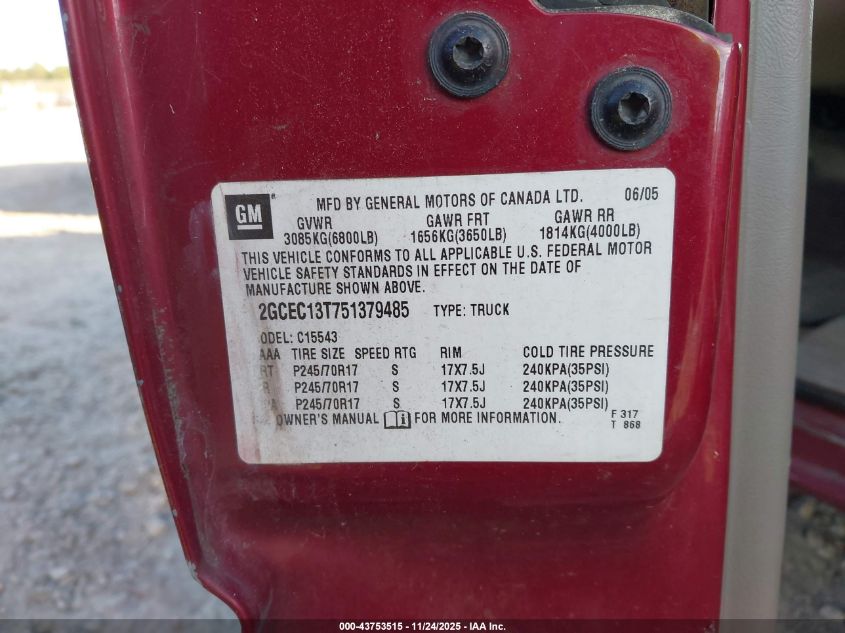 GM ® MFD BY GENERAL MOTORS OF CANADA LTD. 06/05
GVWR GAWR FRT GAWR RR
3085KG(6800LB) 1656KG(3650LB) 1814KG(4000LB)
THIS VEHICLE CONFORMS TO ALL APPLICABLE U.S. FEDERAL MOTOR
VEHICLE SAFETY STANDARDS IN EFFECT ON THE DATE OF
MANUFACTURE SHOWN ABOVE.
2GCEC13T751379485 TYPE: TRUCK
ODEL: C15543
AAA TIRE SIZE SPEED RTG RIM COLD TIRE PRESSURE
RT P245/70R17 S 17X7.5J 240KPA(35PSI)
R P245/70R17 S 17X7.5J 240KPA(35PSI)
A P245/70R17 S 17X7.5J 240KPA(35PSI)
OWNER'S MANUAL FOR MORE INFORMATION.
F 317
T 868
000-43753515 - 11/24/2025 - IAA Inc.